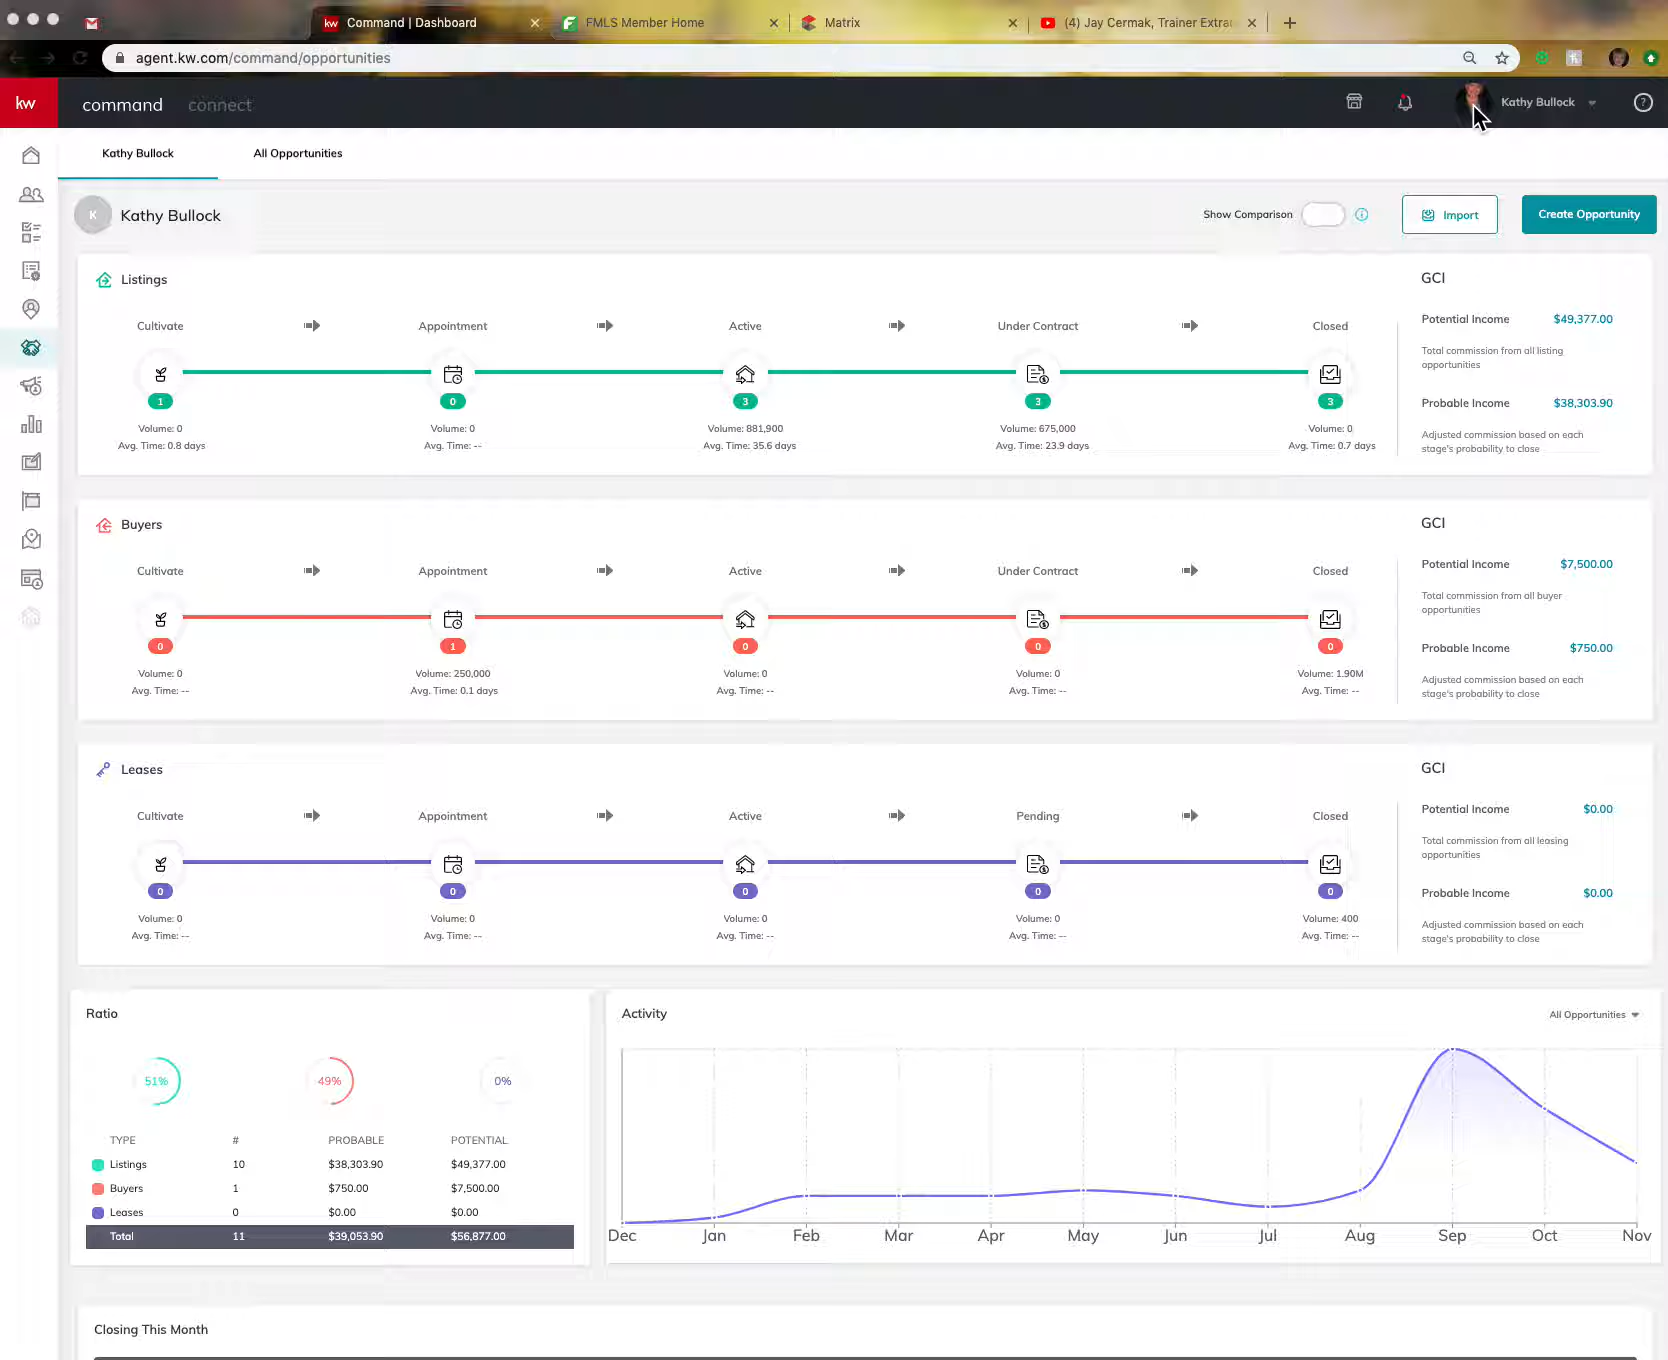 kw Command | Dashboard
FMLS Member Home
Matrix
(4) Jay Cermak, Trainer Extrao
agent.kw.com/command/opportunities
kw command connect
Kathy Bullock
Kathy Bullock All Opportunities
K Kathy Bullock
Show Comparison
Import
Create Opportunity
Listings
Cultivate Appointment Active Under Contract Closed
1 0 3 3 3
Volume: 0 Volume: 0 Volume: 881,900 Volume: 675,000 Volume: 0
Avg. Time: 0.8 days Avg. Time: -- Avg. Time: 35.6 days Avg. Time: 23.9 days Avg. Time: 0.7 days
GCI
Potential Income $49,377.00
Total commission from all listing
opportunities
Probable Income $38,303.90
Adjusted commission based on each
stage's probability to close
Buyers
Cultivate Appointment Active Under Contract Closed
0 1 0 0 0
Volume: 0 Volume: 250,000 Volume: 0 Volume: 0 Volume: 1.90M
Avg. Time: -- Avg. Time: 0.1 days Avg. Time: -- Avg. Time: -- Avg. Time: --
GCI
Potential Income $7,500.00
Total commission from all buyer
opportunities
Probable Income $750.00
Adjusted commission based on each
stage's probability to close
Leases
Cultivate Appointment Active Pending Closed
0 0 0 0 0
Volume: 0 Volume: 0 Volume: 0 Volume: 0 Volume: 400
Avg. Time: -- Avg. Time: -- Avg. Time: -- Avg. Time: -- Avg. Time: --
GCI
Potential Income $0.00
Total commission from all leasing
opportunities
Probable Income $0.00
Adjusted commission based on each
stage's probability to close
Ratio
51% 49% 0%
TYPE # PROBABLE POTENTIAL
Listings 10 $38,303.90 $49,377.00
Buyers 1 $750.00 $7,500.00
Leases 0 $0.00 $0.00
Total 11 $39,053.90 $56,877.00
Activity
All Opportunities
Dec Jan Feb Mar Apr May Jun Jul Aug Sep Oct Nov
Closing This Month